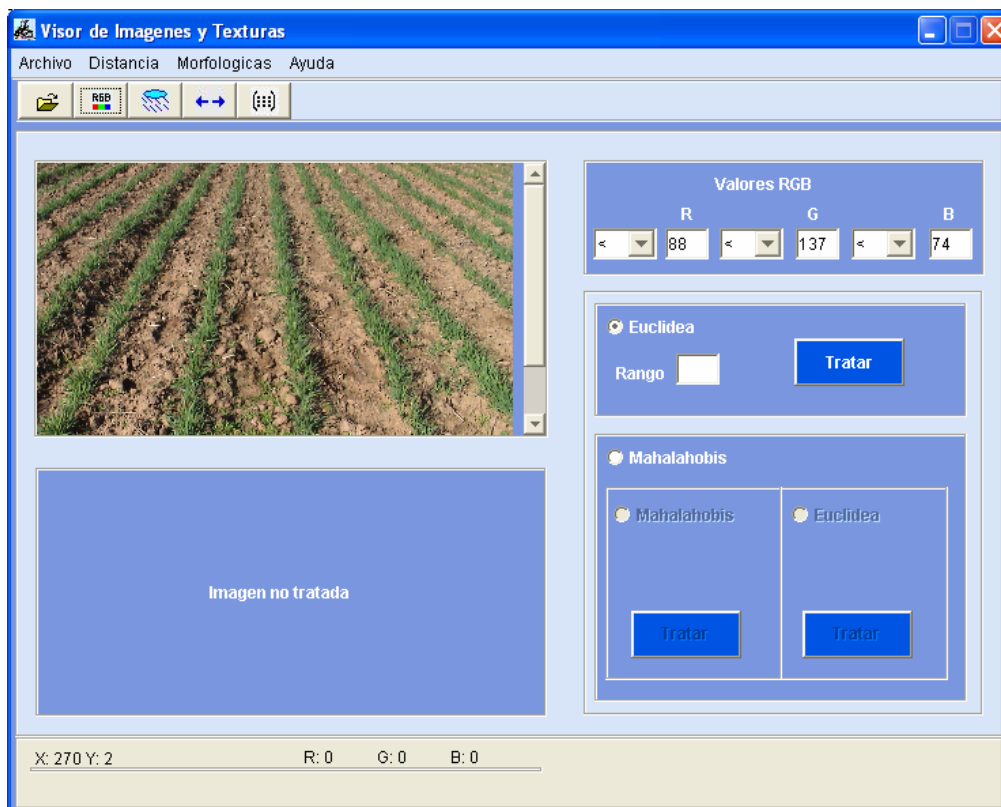 Visor de Imagenes y Texturas
Archivo Distancia Morfologicas Ayuda
RGB
Valores RGB
R G B
< 88 < 137 < 74
Euclidea
Rango
Tratar
Mahalahobis
Mahalahobis Euclidea
Tratar Tratar
Imagen no tratada
X: 270 Y: 2 R: 0 G: 0 B: 0